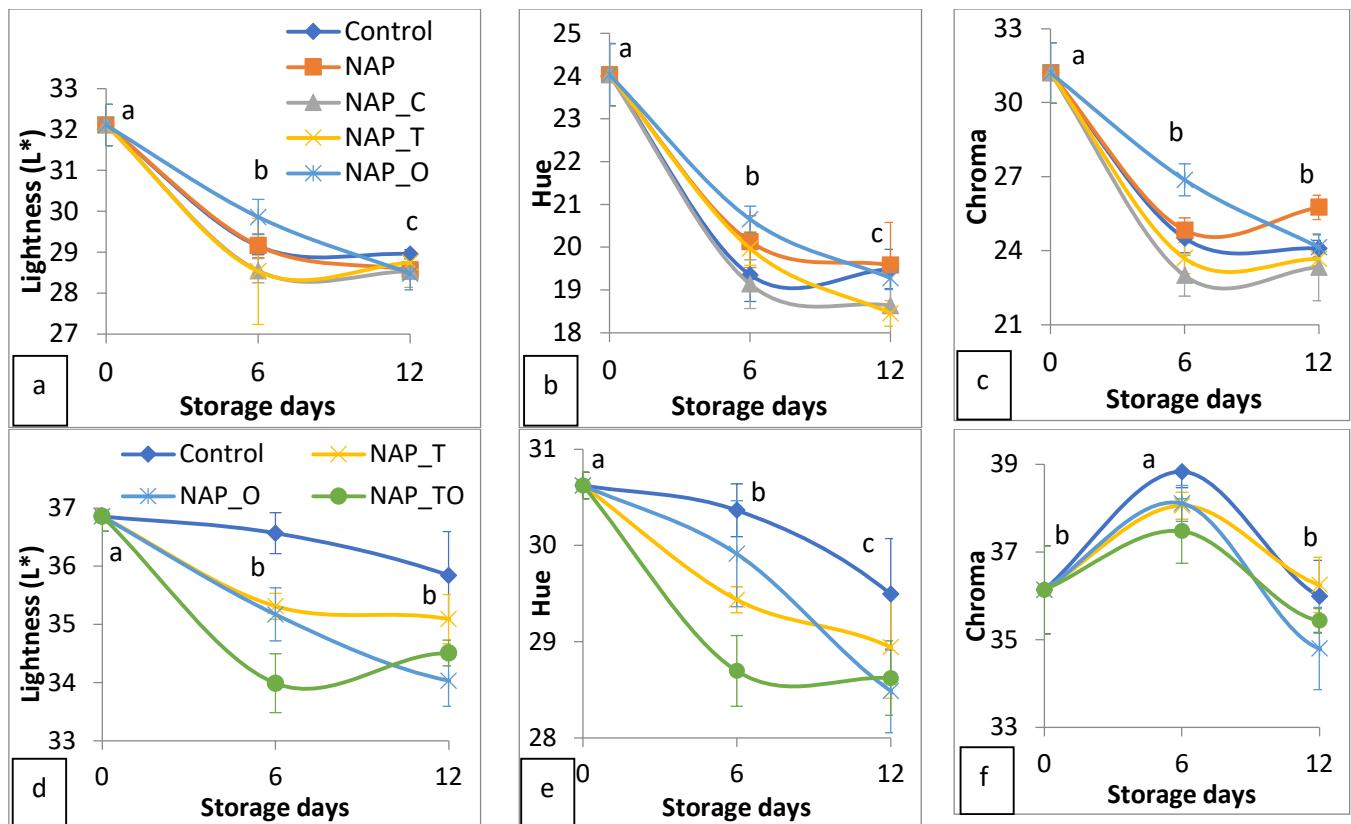 Control
NAP
NAP_C
NAP_T
NAP_O
Lightness (L*)
33
32
31
30
29
28
27
a
b
c
0
6
12
Storage days
a
Hue
25
24
23
22
21
20
19
18
a
b
c
0
6
12
Storage days
b
Chroma
33
30
27
24
21
a
b
b
0
6
12
Storage days
c
Control
NAP_T
NAP_O
NAP_TO
Lightness (L*)
37
36
35
34
33
a
b
b
0
6
12
Storage days
d
Hue
31
30
29
28
a
b
c
0
6
12
Storage days
e
Chroma
39
37
35
33
b
a
b
0
6
12
Storage days
f